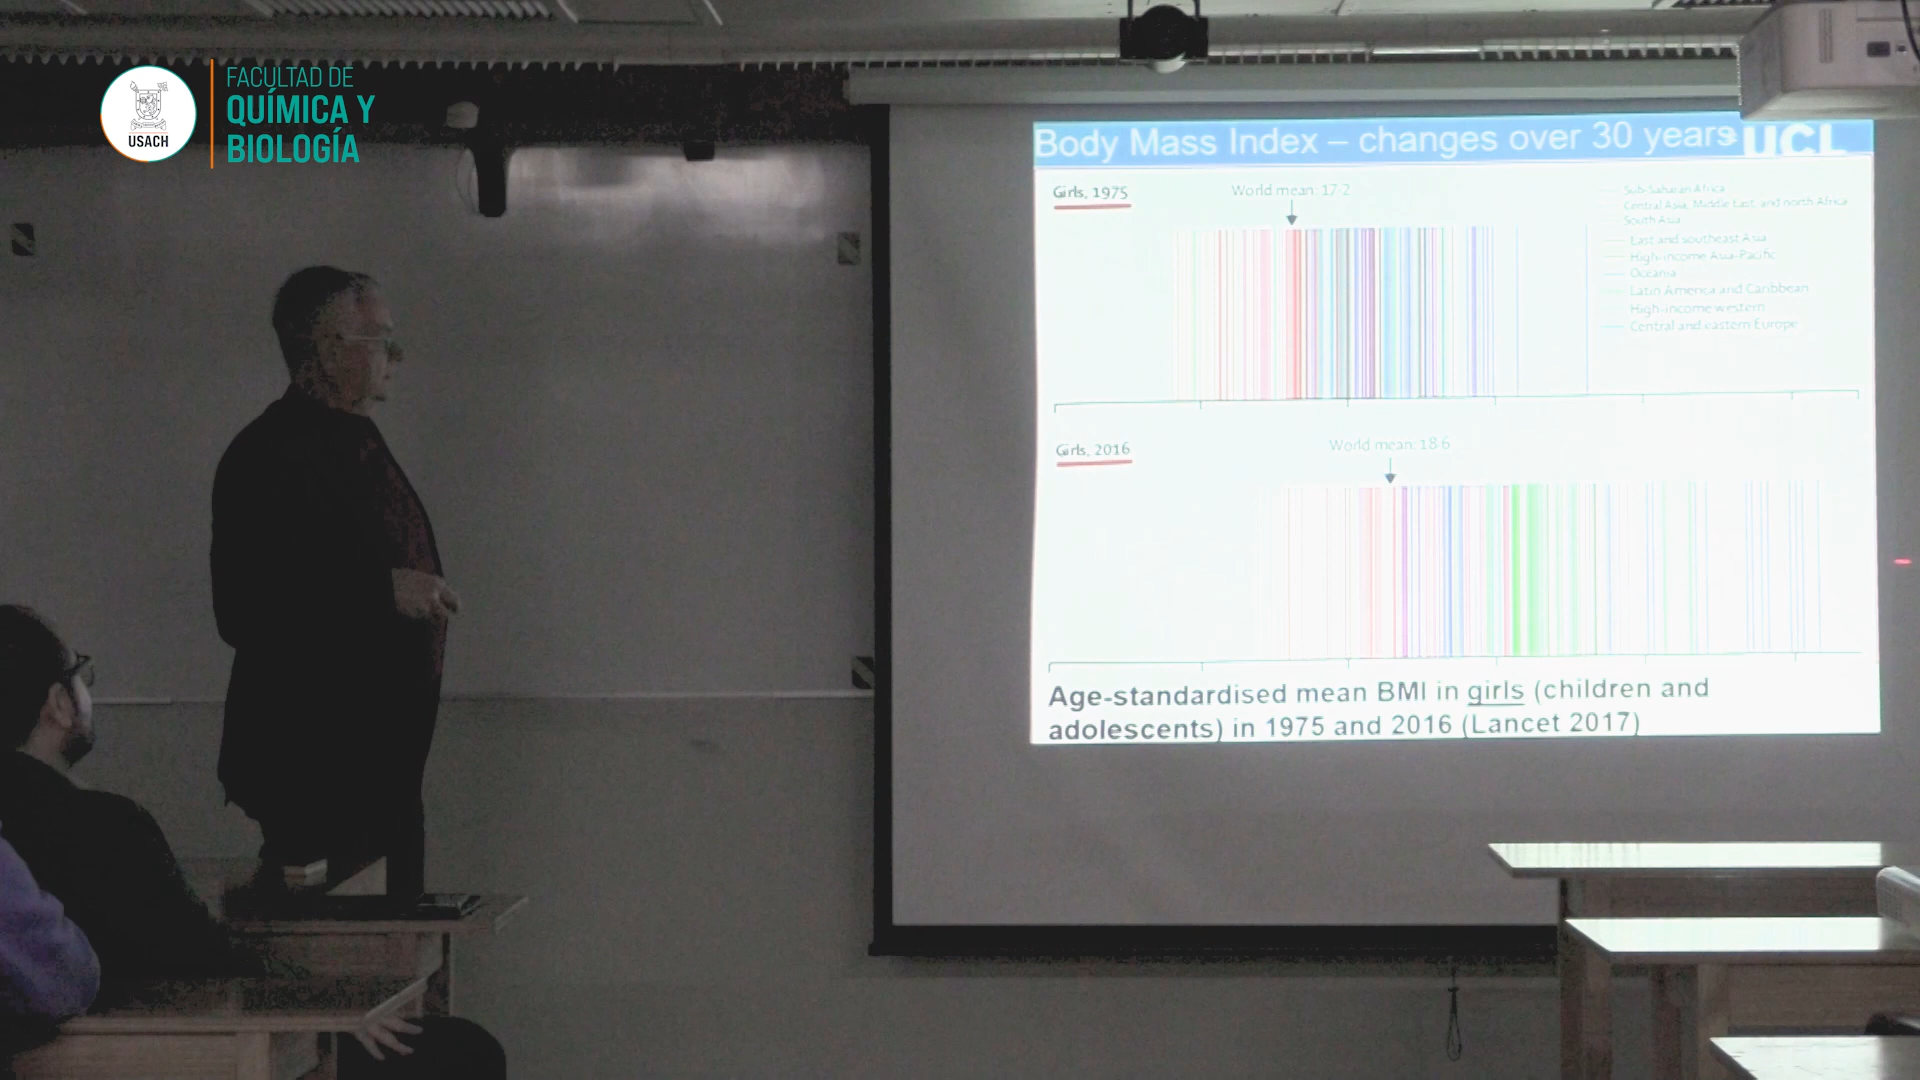 USACH
FACULTAD DE
QUÍMICA Y
BIOLOGÍA
Body Mass Index – changes over 30 years
UCL
Girls, 1975
World mean: 17·2
Sub-Saharan Africa
Central Asia, Middle East, and north Africa
South Asia
East and southeast Asia
High-income Asia-Pacific
Oceania
Latin America and Caribbean
High-income western
Central and eastern Europe
Girls, 2016
World mean: 18·6
Age-standardised mean BMI in girls (children and
adolescents) in 1975 and 2016 (Lancet 2017)